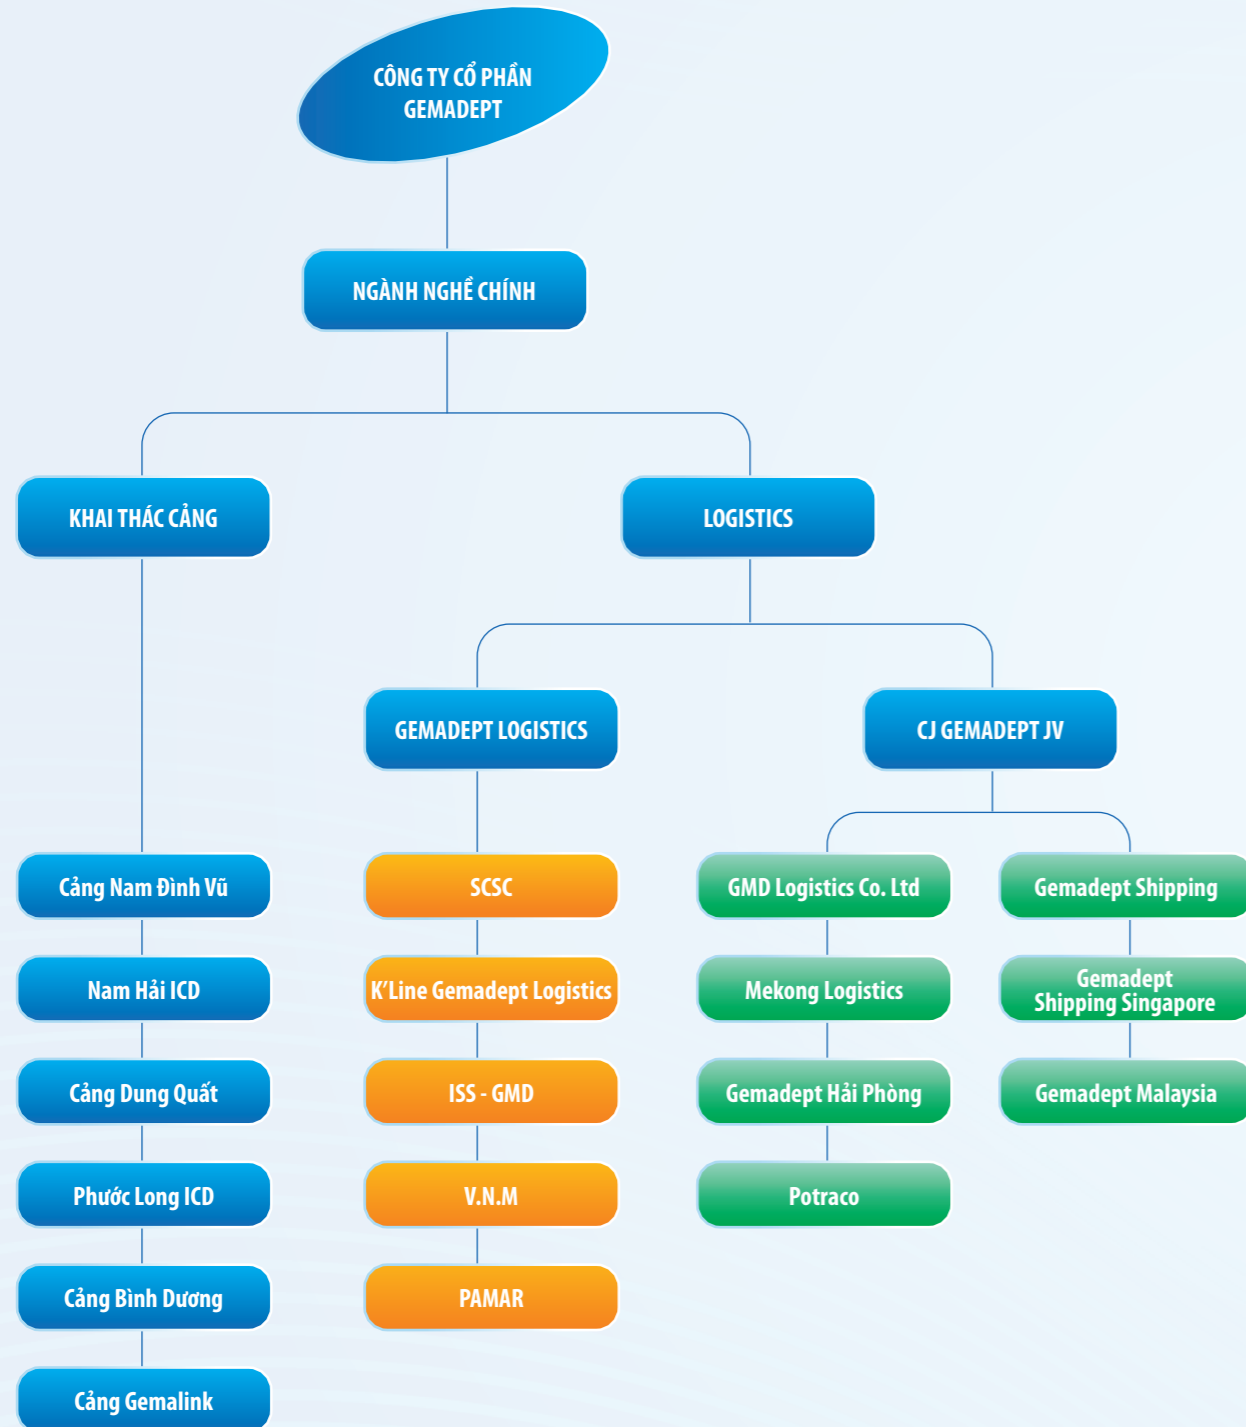 CÔNG TY CỔ PHẦN
GEMADEPT
NGÀNH NGHỀ CHÍNH
KHAI THÁC CẢNG
LOGISTICS
GEMADEPT LOGISTICS
CJ GEMADEPT JV
Cảng Nam Đình Vũ
Nam Hải ICD
Cảng Dung Quất
Phước Long ICD
Cảng Bình Dương
Cảng Gemalink
SCSC
K’Line Gemadept Logistics
ISS - GMD
V.N.M
PAMAR
GMD Logistics Co. Ltd
Mekong Logistics
Gemadept Hải Phòng
Potraco
Gemadept Shipping
Gemadept
Shipping Singapore
Gemadept Malaysia